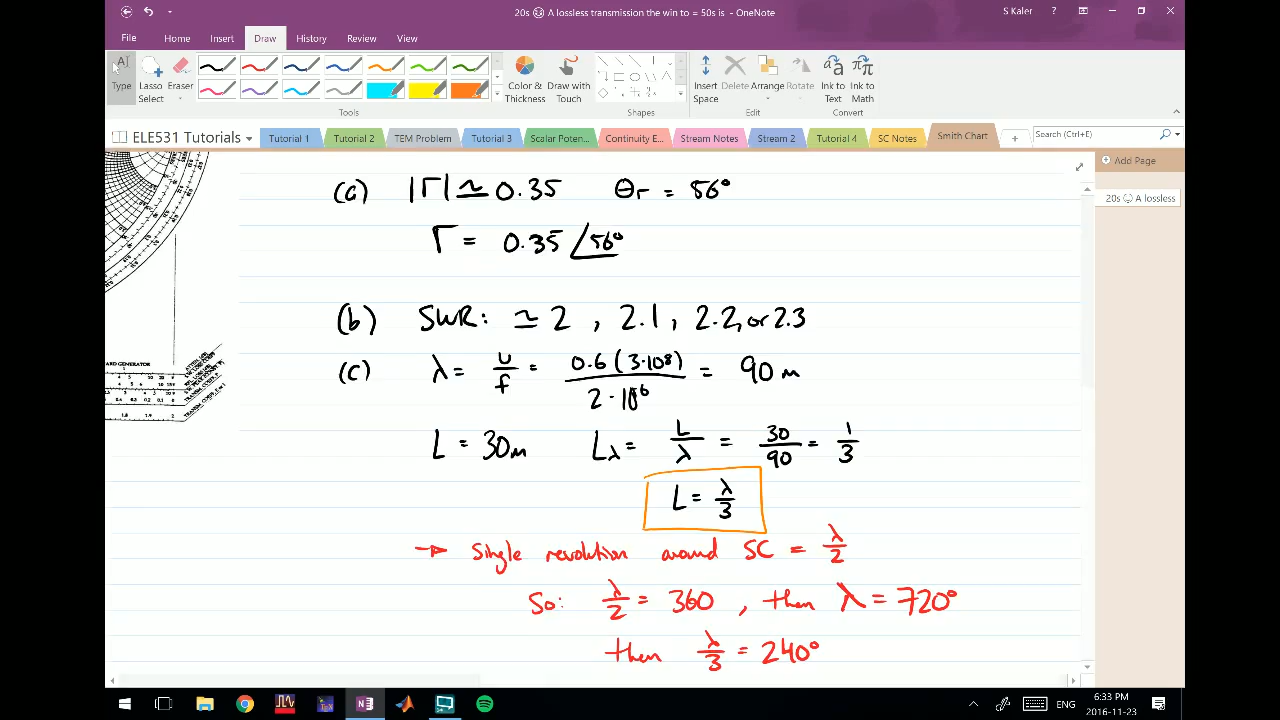 20s ☺ A lossless transmission the win to = 50s is - OneNote
S Kaler
File Home Insert Draw History Review View
Type
Lasso Select
Eraser
Color & Thickness
Draw with Touch
Insert Space
Delete
Arrange
Rotate
Ink to Text
Ink to Math
Tools
Shapes
Edit
Convert
ELE531 Tutorials
Tutorial 1
Tutorial 2
TEM Problem
Tutorial 3
Scalar Poten...
Continuity E...
Stream Notes
Stream 2
Tutorial 4
SC Notes
Smith Chart
Search (Ctrl+E)
Add Page
20s ☺ A lossless
(a) |Γ| ≃ 0.35 θr = 56°
Γ = 0.35 ∠56°
(b) SWR: ≃ 2 , 2.1 , 2.2, or 2.3
(c) λ = u/f = 0.6(3·10⁸)/2·10⁶ = 90 m
L = 30m Lλ = L/λ = 30/90 = 1/3
L = λ/3
→ Single revolution around SC = λ/2
So: λ/2 = 360 , then λ = 720°
then λ/3 = 240°
ENG
6:33 PM
2016-11-23